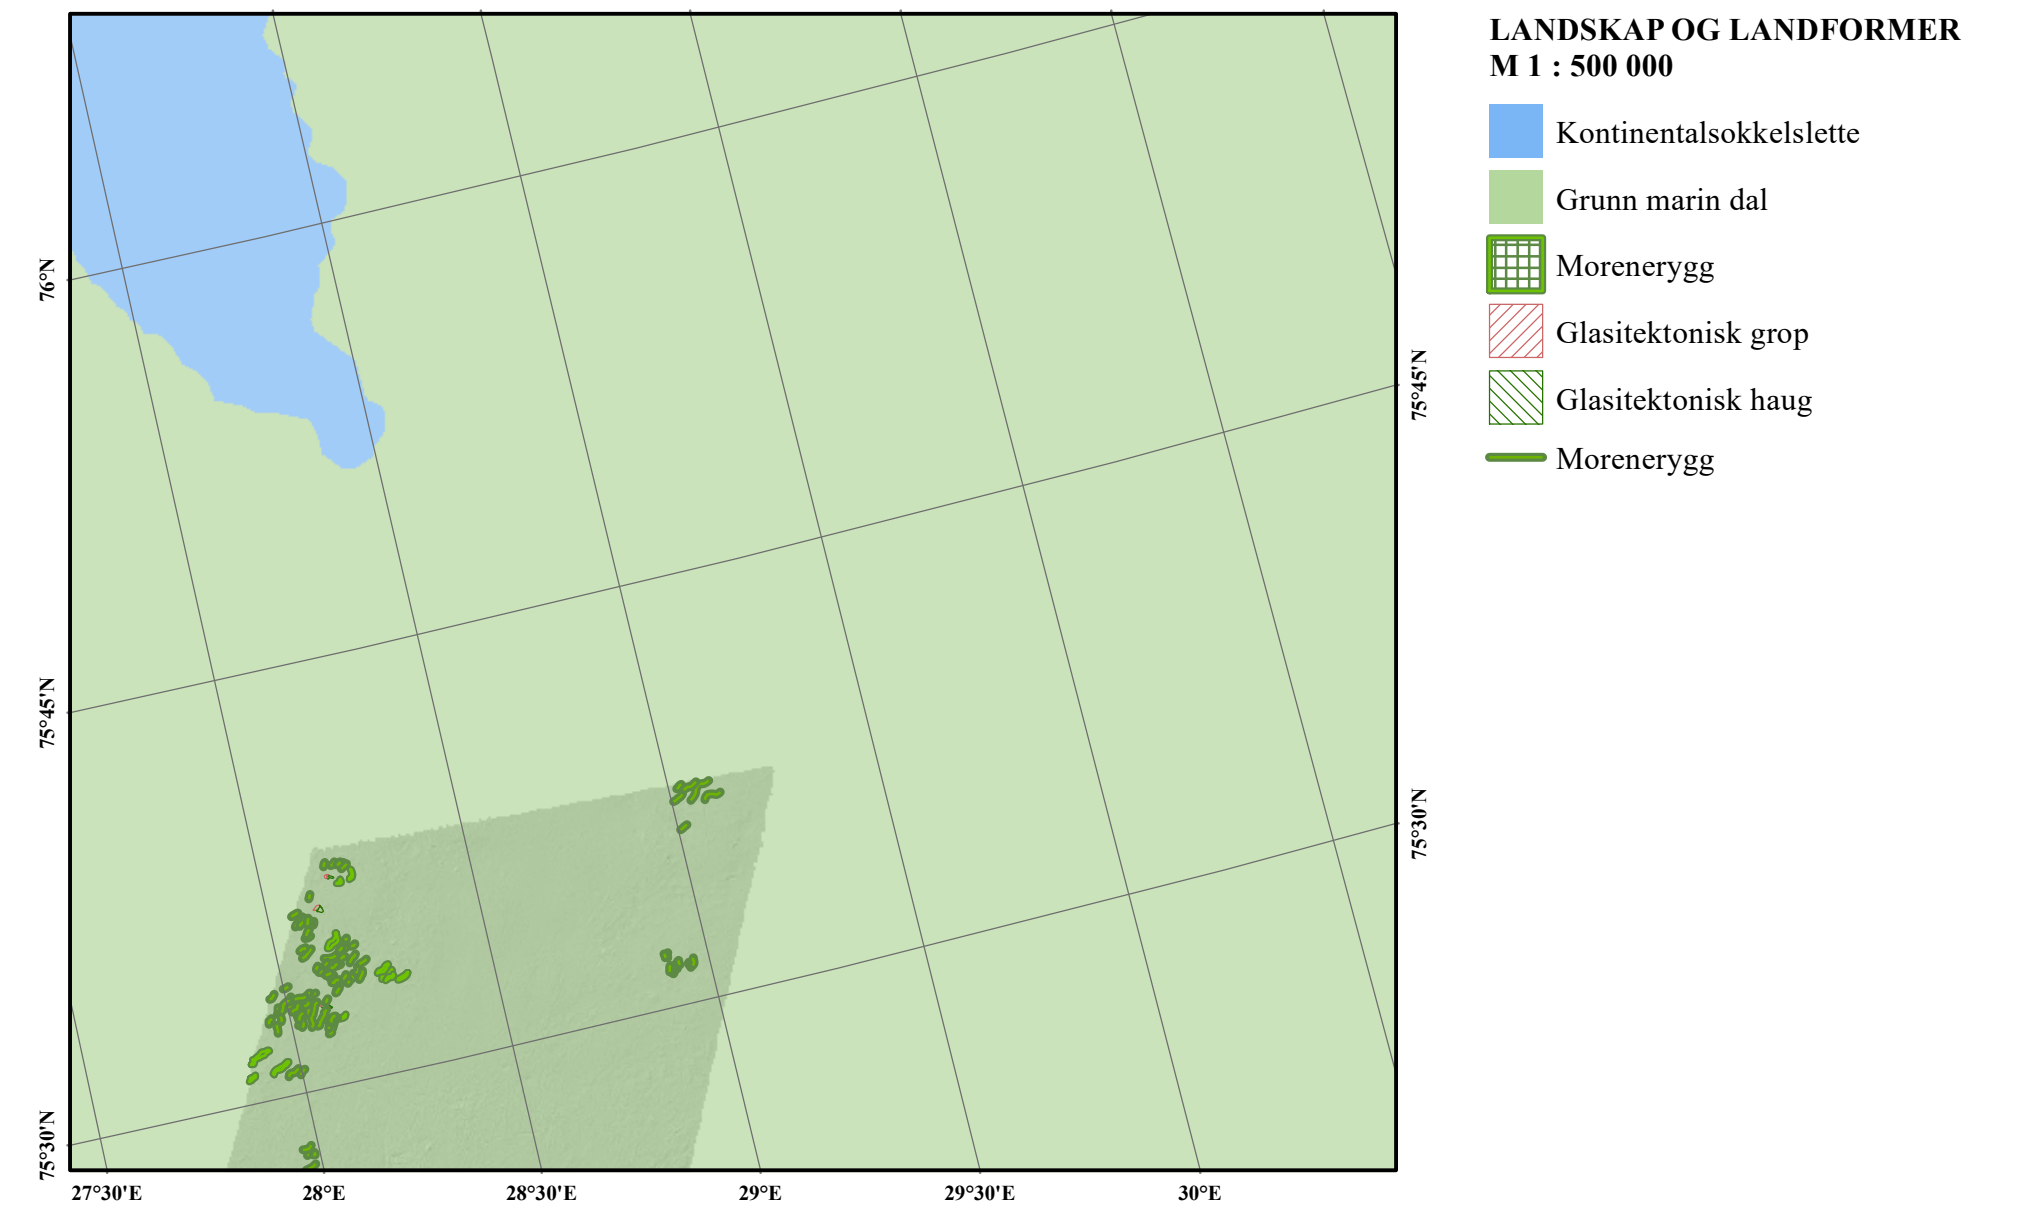 LANDSKAP OG LANDFORMER
M 1 : 500 000
Kontinentalsokkelslette
Grunn marin dal
Morenerygg
Glasitektonisk grop
Glasitektonisk haug
Morenerygg
76°N
75°45'N
75°30'N
75°45'N
75°30'N
27°30'E
28°E
28°30'E
29°E
29°30'E
30°E